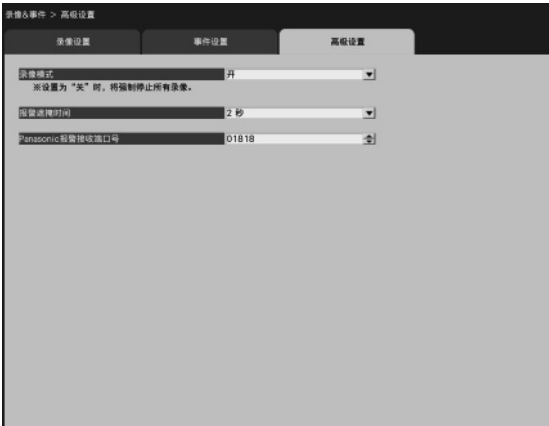 录像&事件 > 高级设置
录像设置 事件设置 高级设置
录像模式 开
※设置为“关”时，将强制停止所有录像。
报警遮掩时间 2 秒
Panasonic报警接收端口号 01818